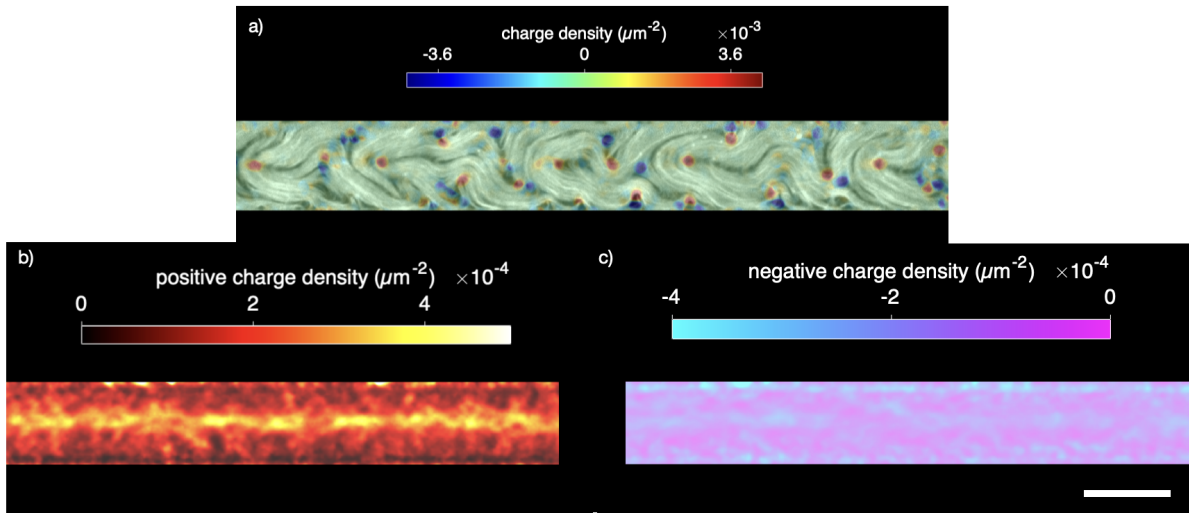 a)
charge density (µm⁻²) ×10⁻³
-3.6 0 3.6
b)
positive charge density (µm⁻²) ×10⁻⁴
0 2 4
c)
negative charge density (µm⁻²) ×10⁻⁴
-4 -2 0